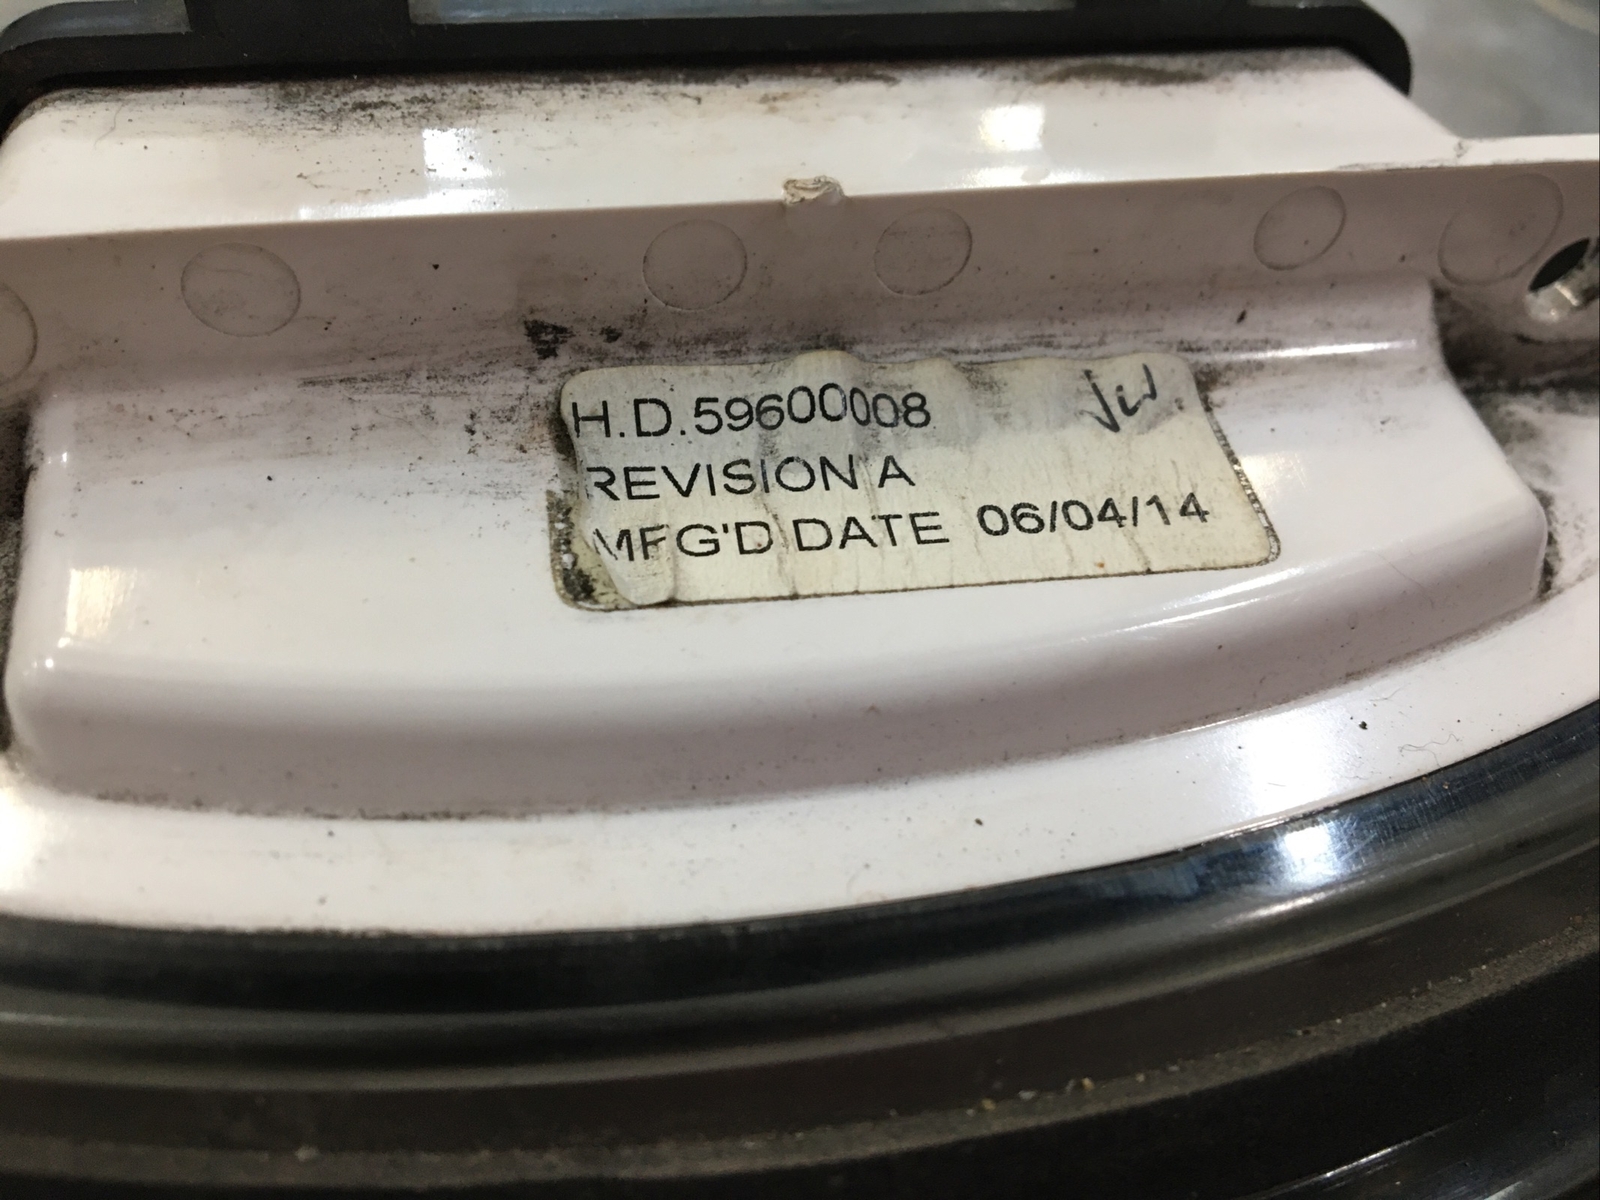 H.D.59600008
REVISION A
MFG'D DATE 06/04/14